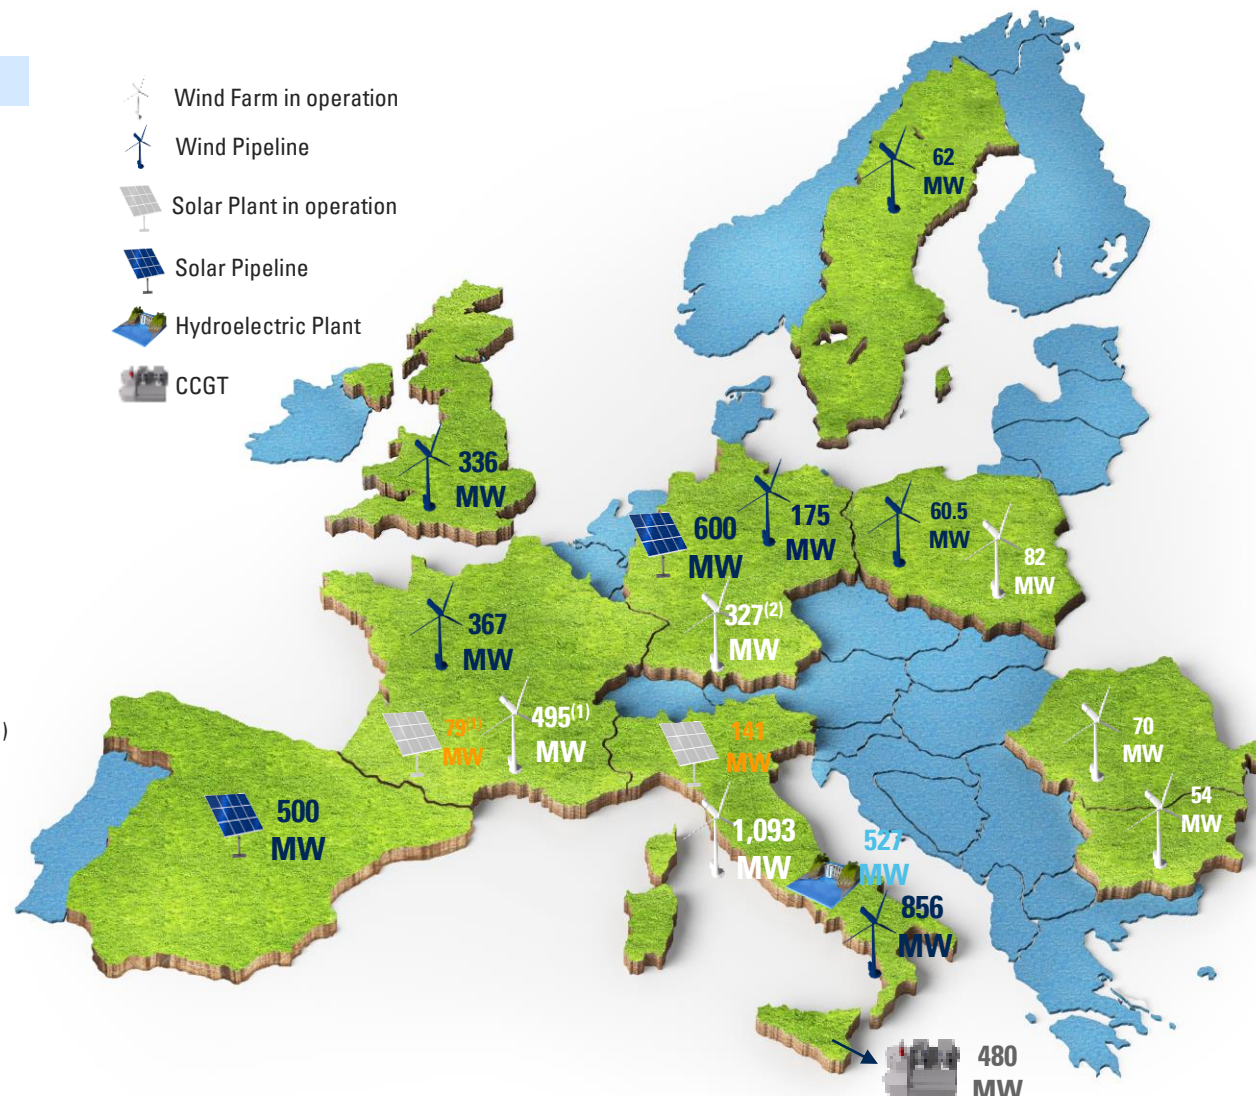 Wind Farm in operation
Wind Pipeline
Solar Plant in operation
Solar Pipeline
Hydroelectric Plant
CCGT
62
MW
336
MW
600
MW
175
MW
60.5
MW
82
MW
327(2)
MW
367
MW
79(1)
MW
495(1)
MW
141
MW
70
MW
54
MW
500
MW
1,093
MW
527
MW
856
MW
480
MW
)